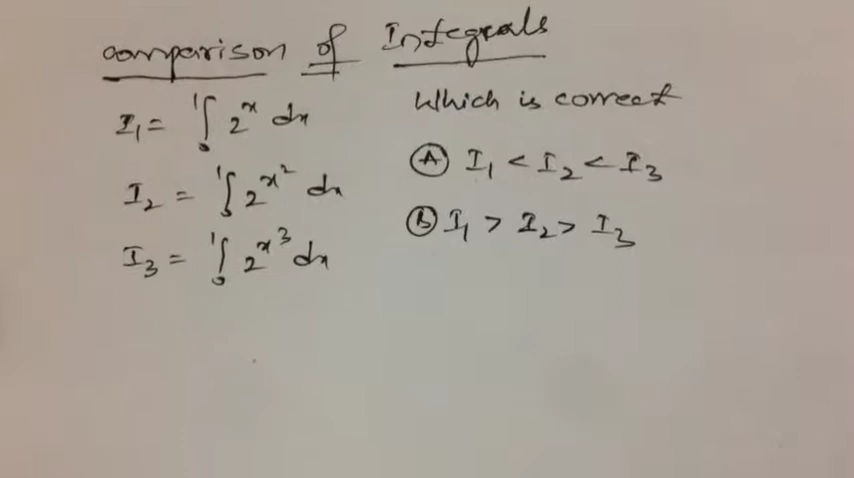 comparison of Integrals
I₁ = ∫₀¹ 2^x dx
I₂ = ∫₀¹ 2^x² dx
I₃ = ∫₀¹ 2^x³ dx
Which is correct
Ⓐ I₁ < I₂ < I₃
Ⓑ I₁ > I₂ > I₃